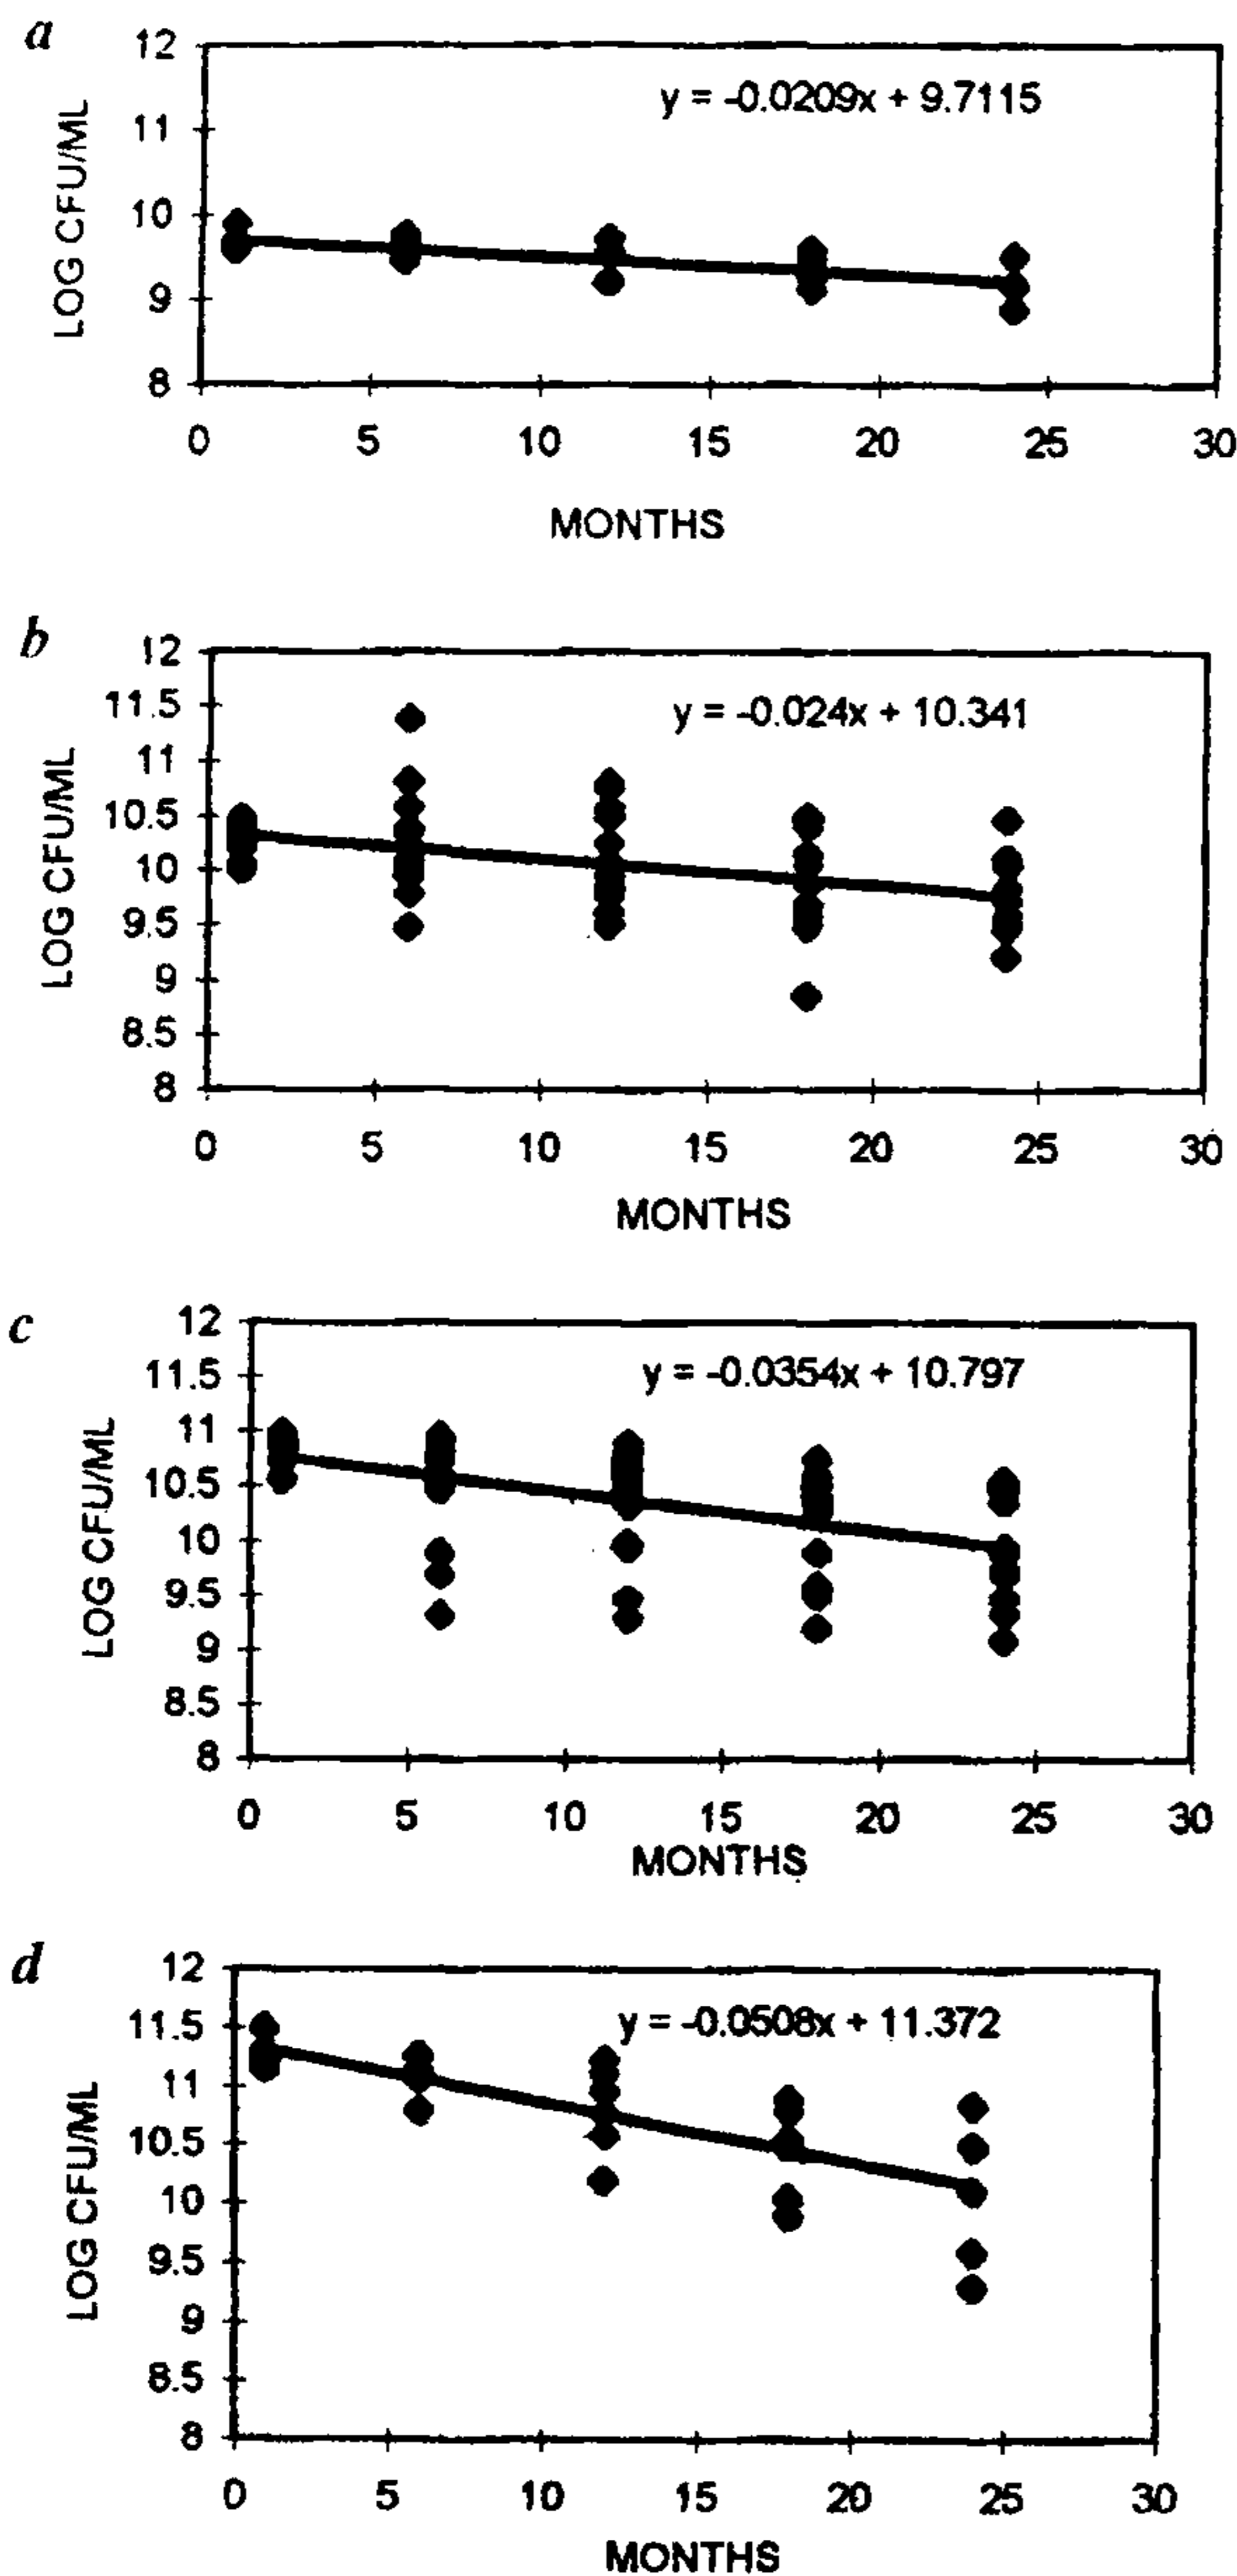 a
12
y = -0.0209x + 9.7115
11
10
9
8
LOG CFU/ML
0 5 10 15 20 25 30
MONTHS
b
12
11.5
y = -0.024x + 10.341
11
10.5
10
9.5
9
8.5
8
LOG CFU/ML
0 5 10 15 20 25 30
MONTHS
c
12
11.5
y = -0.0354x + 10.797
11
10.5
10
9.5
9
8.5
8
LOG CFU/ML
0 5 10 15 20 25 30
MONTHS
d
12
11.5
y = -0.0508x + 11.372
11
10.5
10
9.5
9
8.5
8
LOG CFU/ML
0 5 10 15 20 25 30
MONTHS